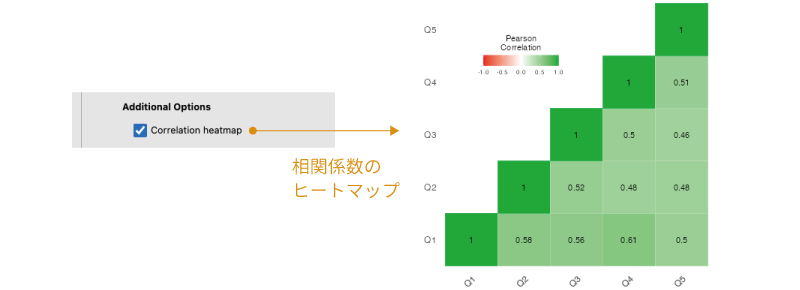 Additional Options
Correlation heatmap
相関係数の
ヒートマップ
Pearson
Correlation
-1.0 -0.5 0.0 0.5 1.0
Q5 1
Q4 1 0.51
Q3 1 0.5 0.46
Q2 1 0.52 0.48 0.48
Q1 1 0.58 0.56 0.61 0.5
Q1 Q2 Q3 Q4 Q5